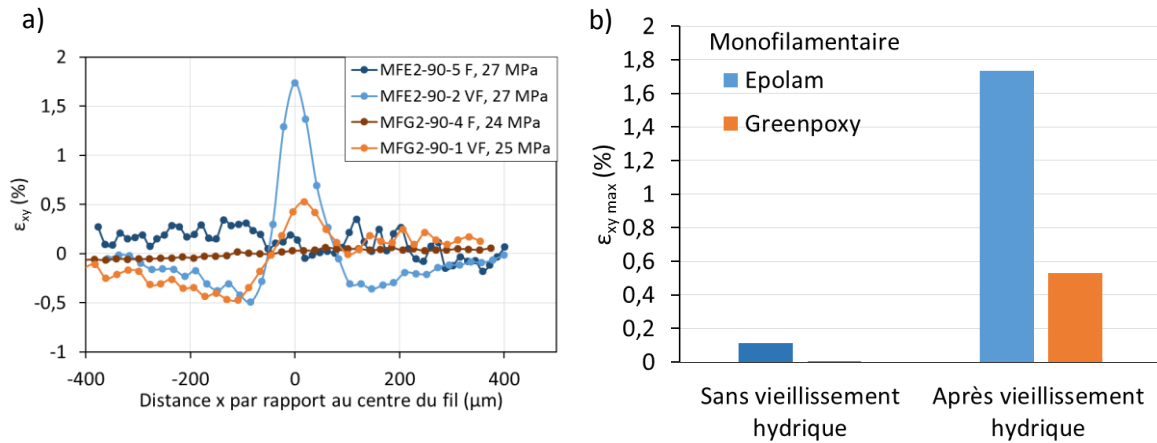 a)
2
1,5
1
0,5
0
-0,5
-1
-400
-200
0
200
400
εxy (%)
Distance x par rapport au centre du fil (µm)
MFE2-90-5 F, 27 MPa
MFE2-90-2 VF, 27 MPa
MFG2-90-4 F, 24 MPa
MFG2-90-1 VF, 25 MPa
b)
2
1,8
1,6
1,4
1,2
1
0,8
0,6
0,4
0,2
0
εxy max (%)
Monofilamentaire
Epolam
Greenpoxy
Sans vieillissement
hydrique
Après vieillissement
hydrique